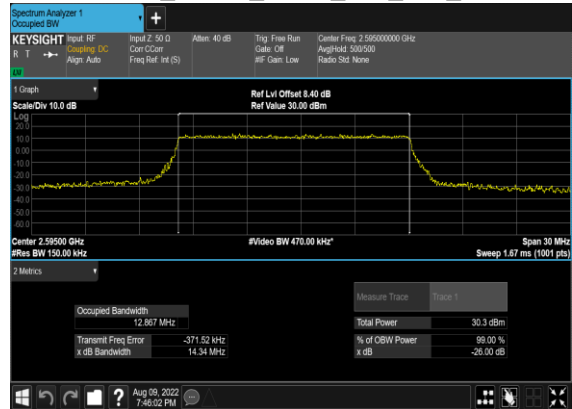 Spectrum Analyzer 1
Occupied BW
+
KEYSIGHT Input: RF Input Z: 50 Ω Atten: 40 dB Trig: Free Run Center Freq: 2.595000000 GHz
R T Coupling: DC Corr CCorr Gate: Off Avg|Hold: 500/500
Align: Auto Freq Ref: Int (S) #IF Gain: Low Radio Std: None
LW
1 Graph
Ref Lvl Offset 8.40 dB
Scale/Div 10.0 dB Ref Value 30.00 dBm
Log
20.0
10.0
0.00
-10.0
-20.0
-30.0
-40.0
-50.0
-60.0
Center 2.59500 GHz #Video BW 470.00 kHz* Span 30 MHz
#Res BW 150.00 kHz Sweep 1.67 ms (1001 pts)
2 Metrics
Measure Trace Trace 1
Occupied Bandwidth
12.867 MHz Total Power 30.3 dBm
Transmit Freq Error -371.52 kHz % of OBW Power 99.00 %
x dB Bandwidth 14.34 MHz x dB -26.00 dB
? Aug 09, 2022
7:46:02 PM